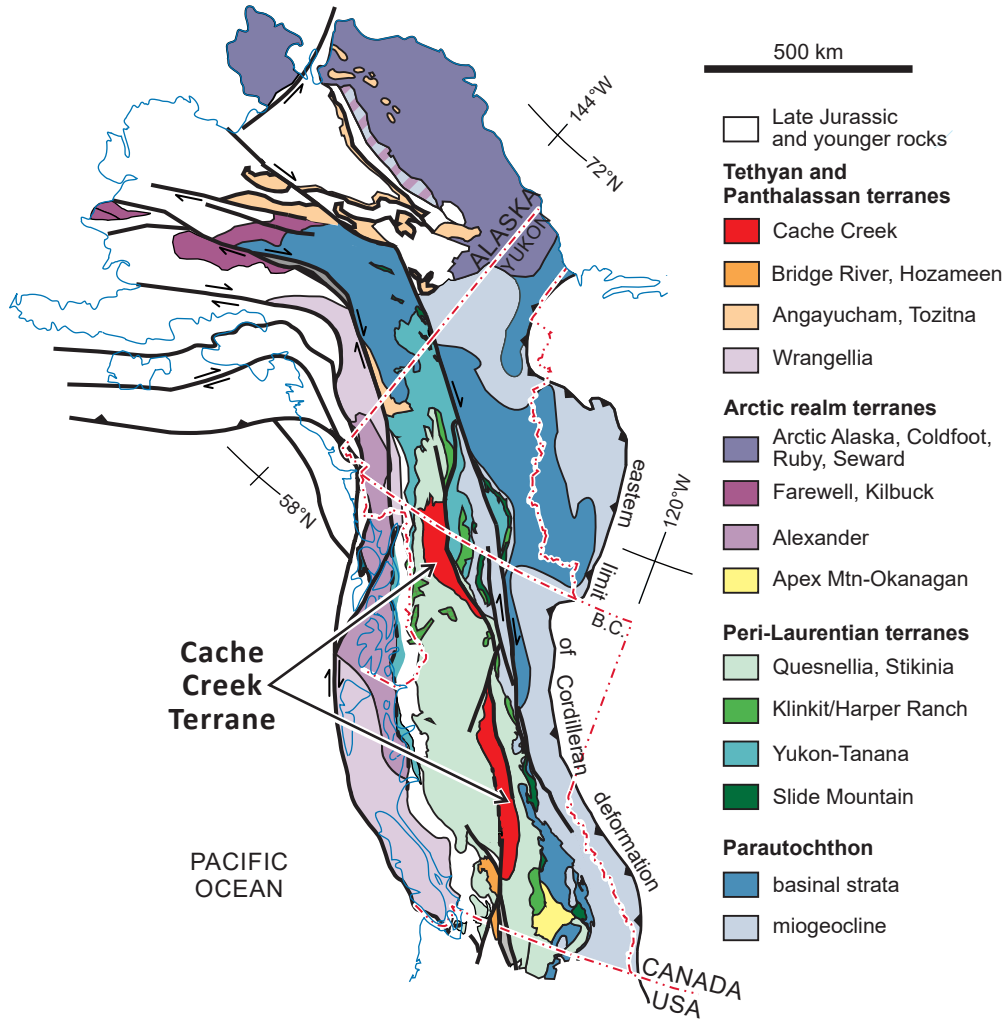 500 km
144°W
72°N
Late Jurassic
and younger rocks
Tethyan and
Panthalassan terranes
Cache Creek
Bridge River, Hozameen
Angayucham, Tozitna
Wrangellia
Arctic realm terranes
Arctic Alaska, Coldfoot,
Ruby, Seward
Farewell, Kilbuck
Alexander
Apex Mtn-Okanagan
Peri-Laurentian terranes
Quesnellia, Stikinia
Klinkit/Harper Ranch
Yukon-Tanana
Slide Mountain
Parautochthon
basinal strata
miogeocline
ALASKA
YUKON
58°N
120°W
eastern
limit
of Cordilleran
deformation
B.C.
Cache
Creek
Terrane
PACIFIC
OCEAN
CANADA
USA